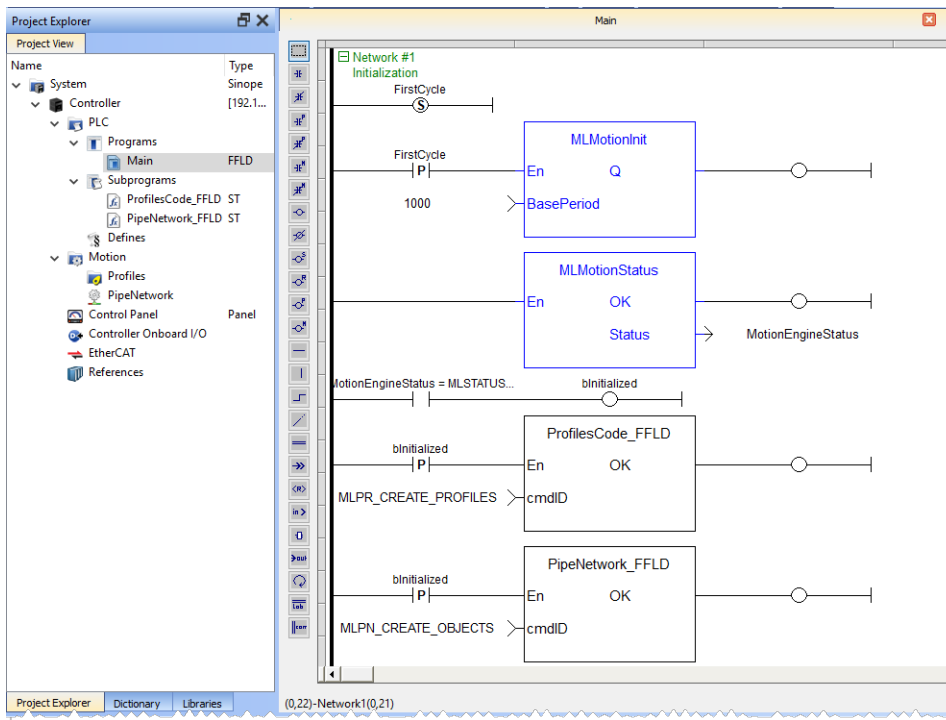 Project Explorer
Project View
Name Type
System Sinope
Controller [192.1...
PLC
Programs
Main FFLD
Subprograms
ProfilesCode_FFLD ST
PipeNetwork_FFLD ST
Defines
Motion
Profiles
PipeNetwork
Control Panel Panel
Controller Onboard I/O
EtherCAT
References
Project Explorer Dictionary Libraries
Main
Network #1
Initialization
FirstCycle
S
FirstCycle
P
MLMotionInit
En Q
1000
BasePeriod
MLMotionStatus
En OK
Status
MotionEngineStatus
MotionEngineStatus = MLSTATUS...
bInitialized
bInitialized
P
ProfilesCode_FFLD
En OK
MLPR_CREATE_PROFILES
cmdID
bInitialized
P
PipeNetwork_FFLD
En OK
MLPN_CREATE_OBJECTS
cmdID
(0,22)-Network1(0,21)